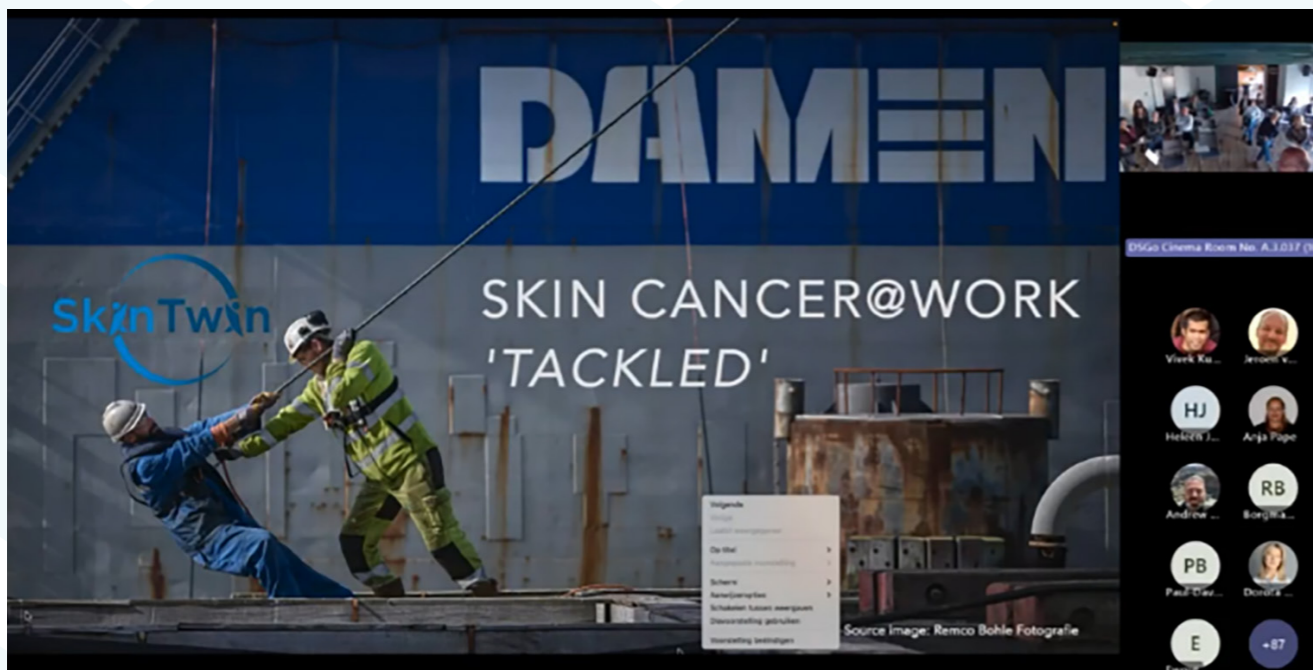 DAMEN
SkinTwin
SKIN CANCER@WORK
'TACKLED'
Volgende
Op titel
Scherm
Schakelen tussen weergaven
Diavoorstelling gebruiken
Voorstelling beëindigen
Source Image: Remco Bohle Fotografie
DSGo Cinema Room No. A.3.037
Vivek Ku...
Jeroen v...
HJ
Heleen J...
Anja Pape
Andrew ...
RB
Borgma...
PB
Paul-Dav...
Dorota ...
E
+87